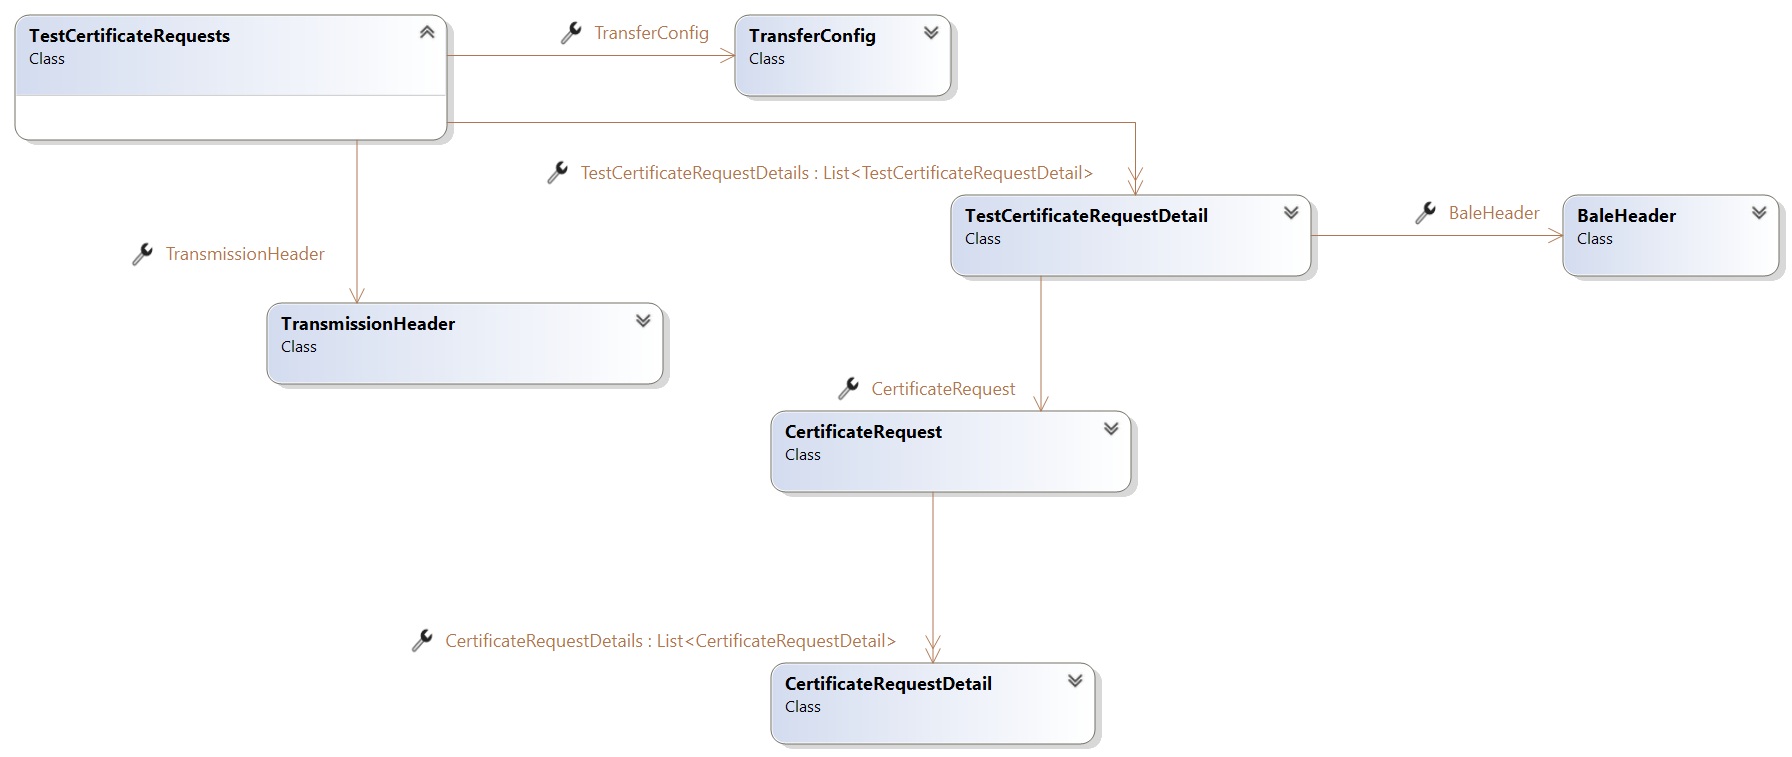 TestCertificateRequests
Class
TransferConfig
TransferConfig
Class
TestCertificateRequestDetails : List<TestCertificateRequestDetail>
TestCertificateRequestDetail
Class
BaleHeader
BaleHeader
Class
TransmissionHeader
TransmissionHeader
Class
CertificateRequest
CertificateRequest
Class
CertificateRequestDetails : List<CertificateRequestDetail>
CertificateRequestDetail
Class